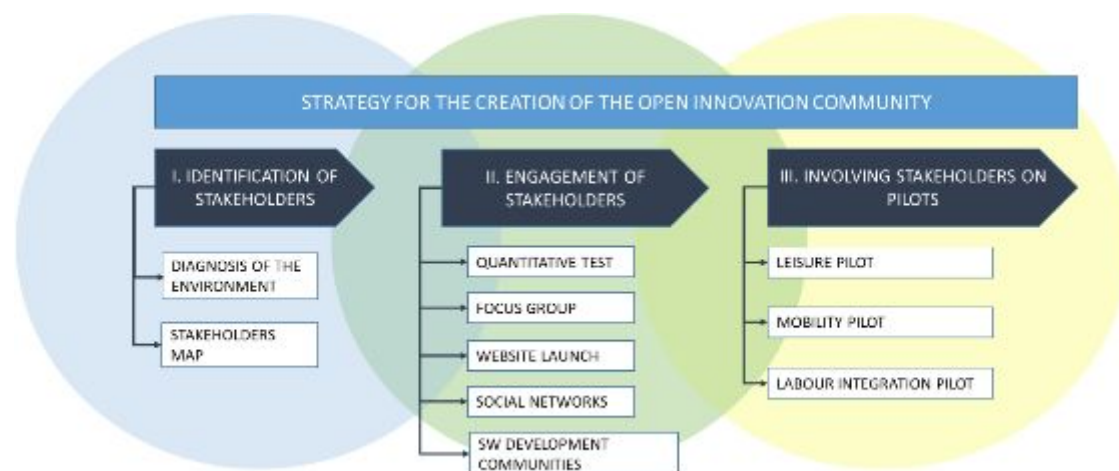 STRATEGY FOR THE CREATION OF THE OPEN INNOVATION COMMUNITY
I. IDENTIFICATION OF
STAKEHOLDERS
DIAGNOSIS OF THE
ENVIRONMENT
STAKEHOLDERS
MAP
II. ENGAGEMENT OF
STAKEHOLDERS
QUANTITATIVE TEST
FOCUS GROUP
WEBSITE LAUNCH
SOCIAL NETWORKS
SW DEVELOPMENT
COMMUNITIES
III. INVOLVING STAKEHOLDERS ON
PILOTS
LEISURE PILOT
MOBILITY PILOT
LABOUR INTEGRATION PILOT